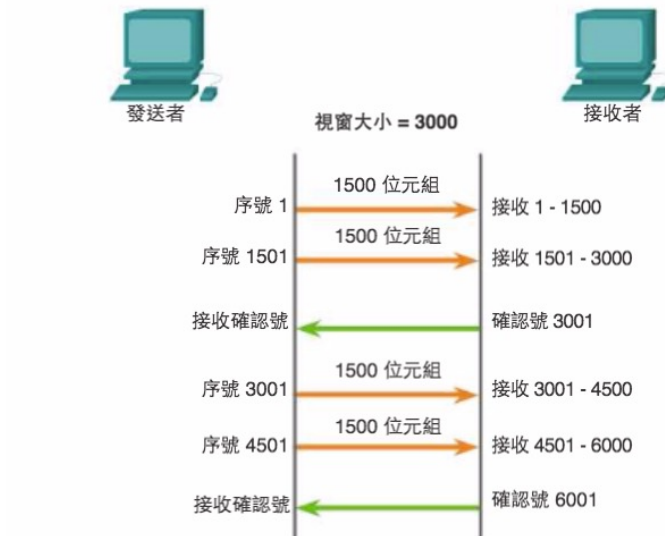 發送者
接收者
視窗大小 = 3000
1500 位元組
序號 1
接收 1 - 1500
1500 位元組
序號 1501
接收 1501 - 3000
接收確認號
確認號 3001
1500 位元組
序號 3001
接收 3001 - 4500
1500 位元組
序號 4501
接收 4501 - 6000
接收確認號
確認號 6001